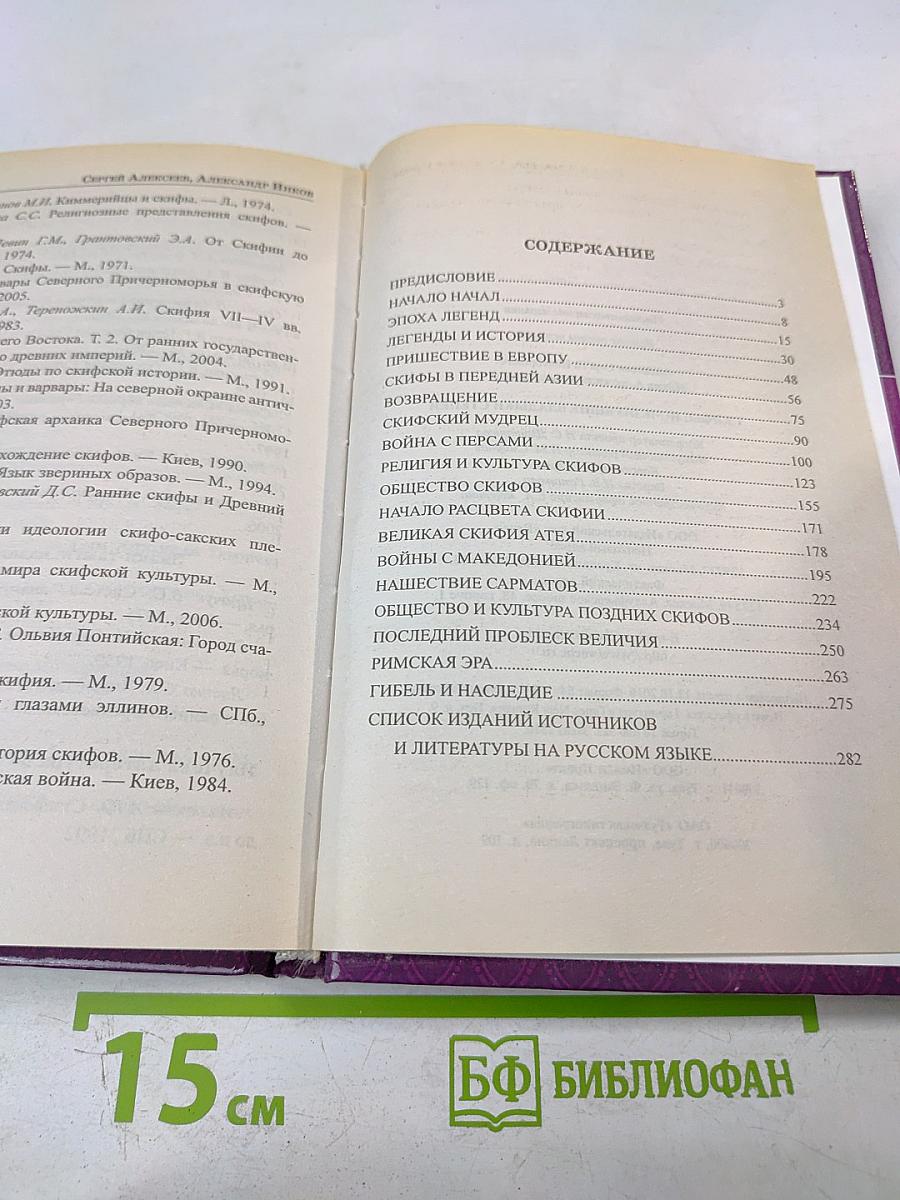 Сергей Алексеев, Александр Инков
нов М.И. Киммерийцы и скифы. — Л., 1974.
а С.С. Религиозные представления скифов. —
Левин Г.М., Грантовский Э.А. От Скифии до
1974.
Скифы. — М., 1971.
вары Северного Причерноморья в скифскую
2005.
А., Тереножкин А.И. Скифия VII—IV вв.
983.
его Востока. Т. 2. От ранних государствен-
о древних империй. — М., 2004.
Этюды по скифской истории. — М., 1991.
ы и варвары: На северной окраине антич-
03.
фская архаика Северного Причерномо-
хождение скифов. — Киев, 1990.
Язык звериных образов. — М., 1994.
вский Д.С. Ранние скифы и Древний
и идеологии скифо-сакских пле-
мира скифской культуры. — М.,
ской культуры. — М., 2006.
. Ольвия Понтийская: Город сча-
кифия. — М., 1979.
глазами эллинов. — СПб.,
тория скифов. — М., 1976.
ская война. — Киев, 1984.
СОДЕРЖАНИЕ
ПРЕДИСЛОВИЕ 3
НАЧАЛО НАЧАЛ 8
ЭПОХА ЛЕГЕНД 15
ЛЕГЕНДЫ И ИСТОРИЯ 30
ПРИШЕСТВИЕ В ЕВРОПУ 48
СКИФЫ В ПЕРЕДНЕЙ АЗИИ 56
ВОЗВРАЩЕНИЕ 75
СКИФСКИЙ МУДРЕЦ 90
ВОЙНА С ПЕРСАМИ 100
РЕЛИГИЯ И КУЛЬТУРА СКИФОВ 123
ОБЩЕСТВО СКИФОВ 155
НАЧАЛО РАСЦВЕТА СКИФИИ 171
ВЕЛИКАЯ СКИФИЯ АТЕЯ 178
ВОЙНЫ С МАКЕДОНИЕЙ 195
НАШЕСТВИЕ САРМАТОВ 222
ОБЩЕСТВО И КУЛЬТУРА ПОЗДНИХ СКИФОВ 234
ПОСЛЕДНИЙ ПРОБЛЕСК ВЕЛИЧИЯ 250
РИМСКАЯ ЭРА 263
ГИБЕЛЬ И НАСЛЕДИЕ 275
СПИСОК ИЗДАНИЙ ИСТОЧНИКОВ
И ЛИТЕРАТУРЫ НА РУССКОМ ЯЗЫКЕ 282
15 см
БФ БИБЛИОФАН